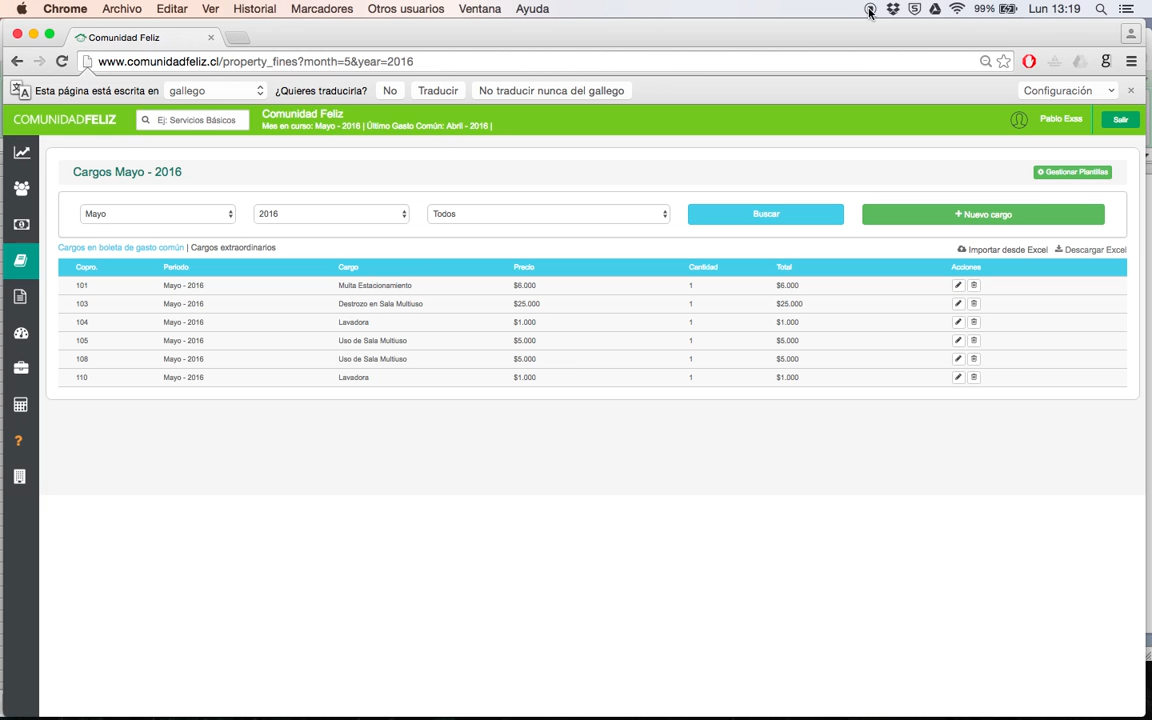 Chrome Archivo Editar Ver Historial Marcadores Otros usuarios Ventana Ayuda 99% Lun 13:19
Comunidad Feliz
www.comunidadfeliz.cl/property_fines?month=5&year=2016
Esta página está escrita en gallego ¿Quieres traducirla? No Traducir No traducir nunca del gallego Configuración
COMUNIDADFELIZ Ej: Servicios Básicos Comunidad Feliz Pablo Exss Salir
Mes en curso: Mayo - 2016 | Último Gasto Común: Abril - 2016 |
Cargos Mayo - 2016 Gestionar Plantillas
Mayo 2016 Todos Buscar + Nuevo cargo
Cargos en boleta de gasto común | Cargos extraordinarios Importar desde Excel Descargar Excel
Copro. Periodo Cargo Precio Cantidad Total Acciones
101 Mayo - 2016 Multa Estacionamiento $6.000 1 $6.000
103 Mayo - 2016 Destrozo en Sala Multiuso $25.000 1 $25.000
104 Mayo - 2016 Lavadora $1.000 1 $1.000
105 Mayo - 2016 Uso de Sala Multiuso $5.000 1 $5.000
108 Mayo - 2016 Uso de Sala Multiuso $5.000 1 $5.000
110 Mayo - 2016 Lavadora $1.000 1 $1.000